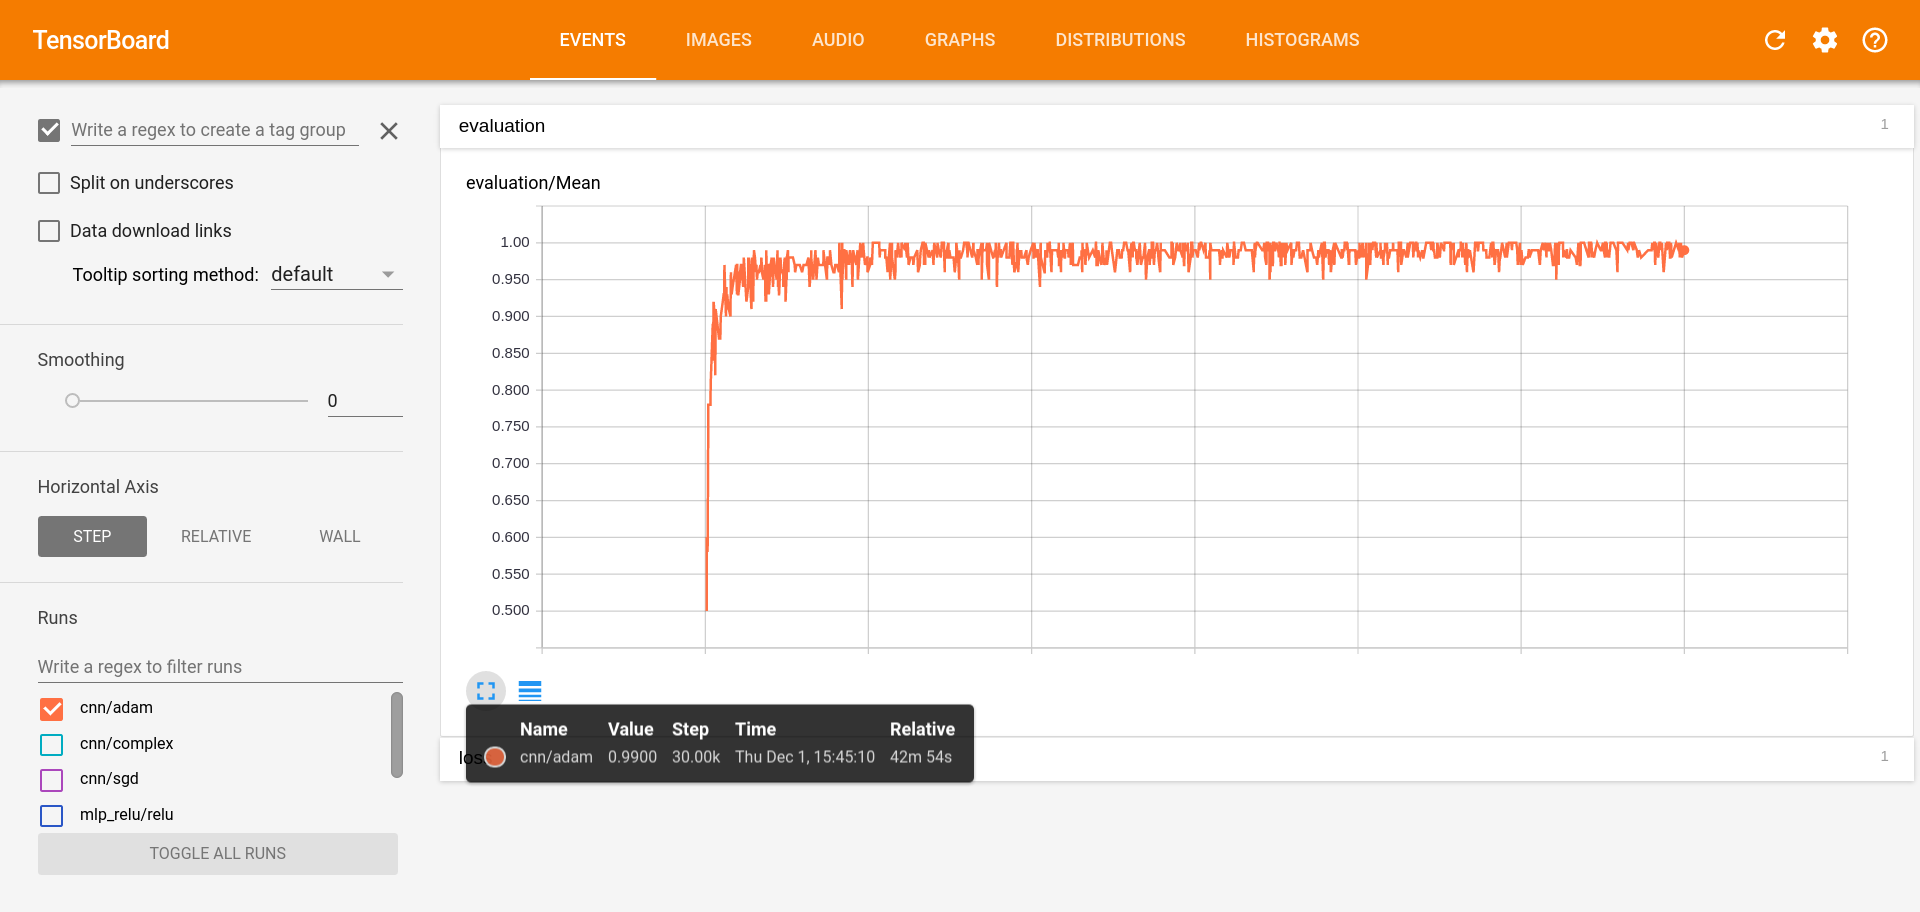 TensorBoard
EVENTS IMAGES AUDIO GRAPHS DISTRIBUTIONS HISTOGRAMS
Write a regex to create a tag group
Split on underscores
Data download links
Tooltip sorting method: default
Smoothing
0
Horizontal Axis
STEP RELATIVE WALL
Runs
Write a regex to filter runs
cnn/adam
cnn/complex
cnn/sgd
mlp_relu/relu
TOGGLE ALL RUNS
evaluation 1
evaluation/Mean
1.00
0.950
0.900
0.850
0.800
0.750
0.700
0.650
0.600
0.550
0.500
Name Value Step Time Relative
cnn/adam 0.9900 30.00k Thu Dec 1, 15:45:10 42m 54s
1